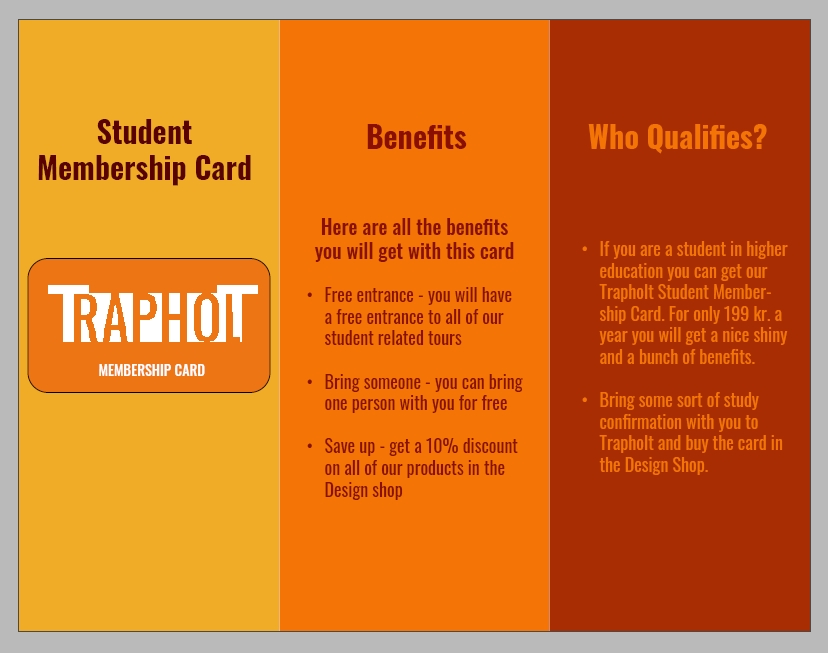 Student
Membership Card
TRAPHOLT
MEMBERSHIP CARD
Benefits
Here are all the benefits
you will get with this card
• Free entrance - you will have
a free entrance to all of our
student related tours
• Bring someone - you can bring
one person with you for free
• Save up - get a 10% discount
on all of our products in the
Design shop
Who Qualifies?
• If you are a student in higher
education you can get our
Trapholt Student Member-
ship Card. For only 199 kr. a
year you will get a nice shiny
and a bunch of benefits.
• Bring some sort of study
confirmation with you to
Trapholt and buy the card in
the Design Shop.